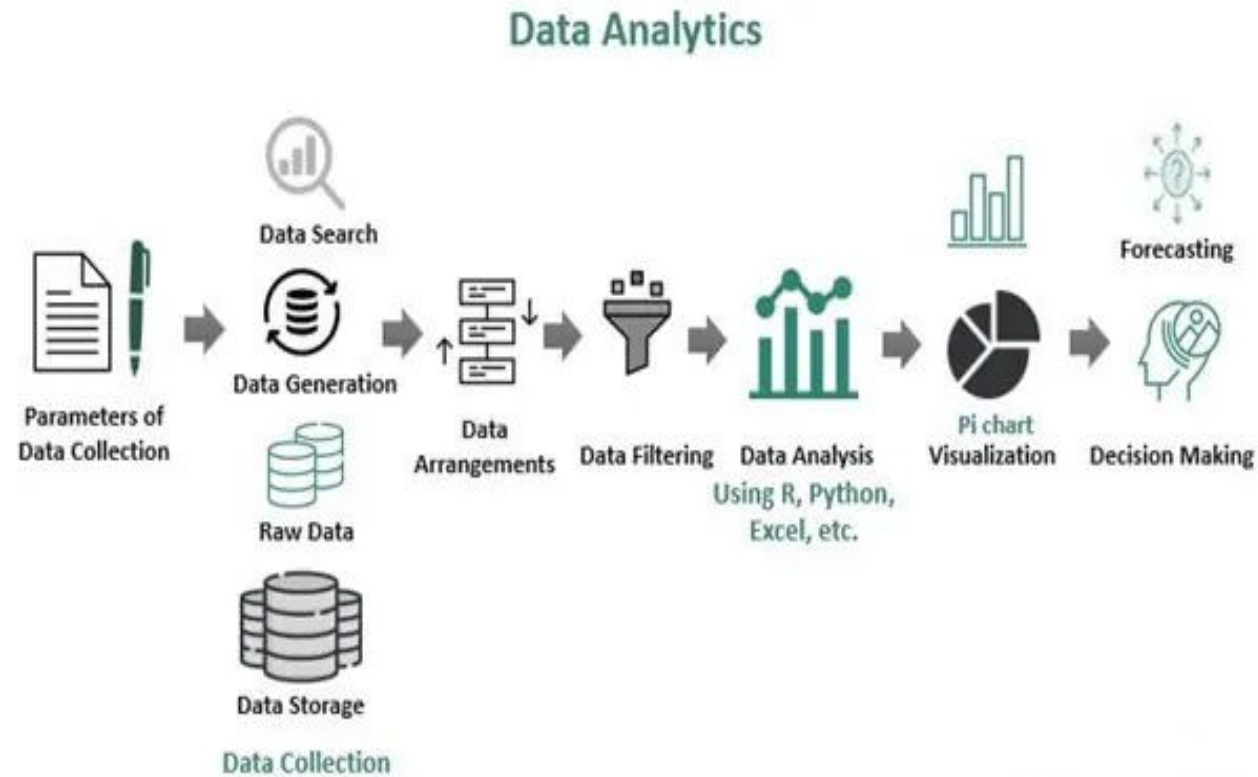 Data Analytics
Parameters of
Data Collection
Data Search
Data Generation
Raw Data
Data Storage
Data Collection
Data
Arrangements
Data Filtering
Data Analysis
Using R, Python,
Excel, etc.
Pi chart
Visualization
?
Forecasting
Decision Making